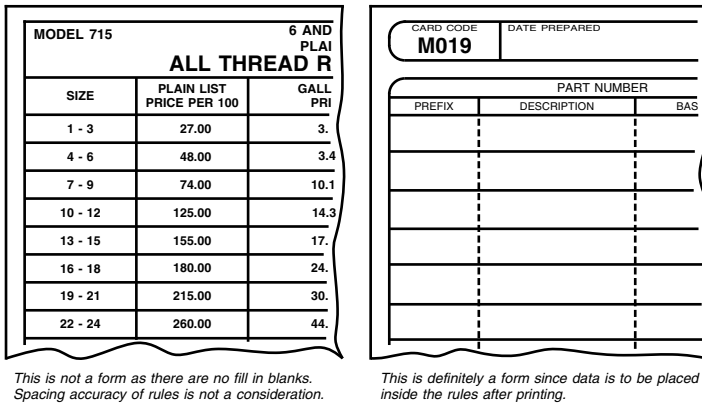 MODEL 715
6 AND
PLAI
ALL THREAD R
SIZE
PLAIN LIST
PRICE PER 100
GALL
PRI
1 - 3 27.00 3.
4 - 6 48.00 3.4
7 - 9 74.00 10.1
10 - 12 125.00 14.3
13 - 15 155.00 17.
16 - 18 180.00 24.
19 - 21 215.00 30.
22 - 24 260.00 44.
This is not a form as there are no fill in blanks.
Spacing accuracy of rules is not a consideration.
CARD CODE DATE PREPARED
M019
PART NUMBER
PREFIX DESCRIPTION BAS
This is definitely a form since data is to be placed
inside the rules after printing.